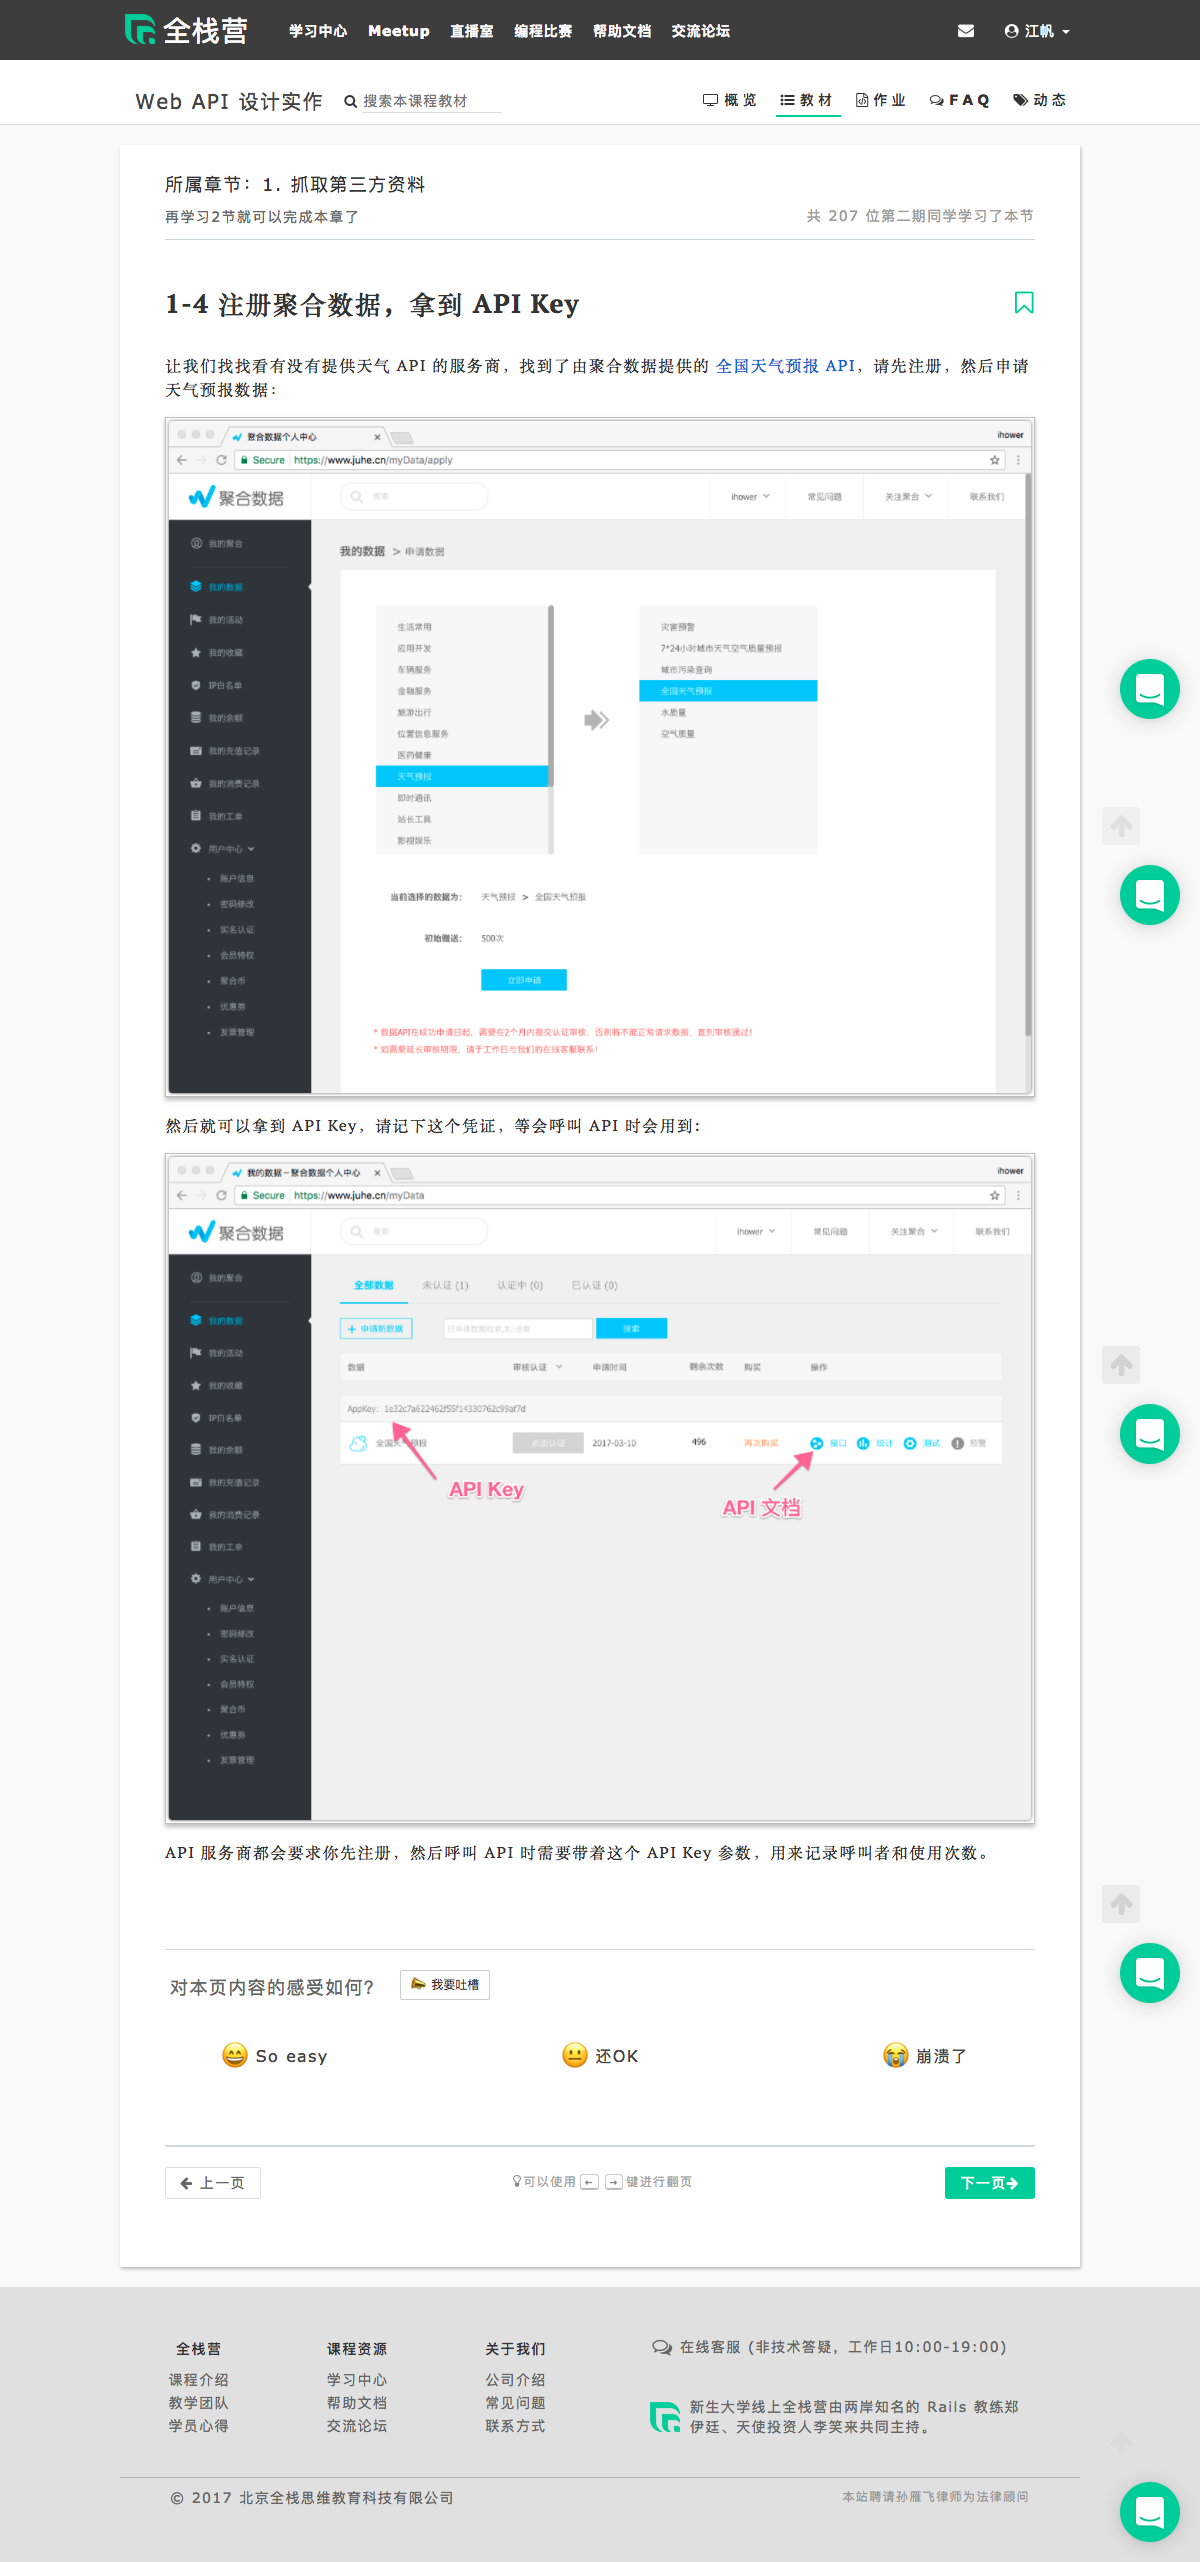 全栈营
学习中心 Meetup 直播室 编程比赛 帮助文档 交流论坛
江帆
Web API 设计实作
搜索本课程教材
概览 教材 作业 FAQ 动态
所属章节：1. 抓取第三方资料
再学习2节就可以完成本章了
共 207 位第二期同学学习了本节
1-4 注册聚合数据，拿到 API Key
让我们找找看有没有提供天气 API 的服务商，找到了由聚合数据提供的 全国天气预报 API，请先注册，然后申请
天气预报数据：
聚合数据个人中心
ihower
Secure https://www.juhe.cn/myData/apply
聚合数据
搜索
ihower 常见问题 关注聚合 联系我们
我的聚合
我的数据
我的活动
我的收藏
IP白名单
我的余额
我的充值记录
我的消费记录
我的工单
用户中心
账户信息
密码修改
实名认证
会员特权
聚合币
优惠券
发票管理
我的数据 > 申请数据
生活常用
应用开发
车辆服务
金融服务
旅游出行
位置信息服务
医药健康
天气预报
即时通讯
站长工具
影视娱乐
灾害预警
7*24小时城市天气空气质量预报
城市污染查询
全国天气预报
水质量
空气质量
当前选择的数据为： 天气预报 > 全国天气预报
初始赠送： 500次
立即申请
* 数据API在成功申请日起，需要在2个月内提交认证审核，否则将不能正常请求数据，直到审核通过！
* 如需要延长审核期限，请于工作日与我们的在线客服联系！
然后就可以拿到 API Key，请记下这个凭证，等会呼叫 API 时会用到：
我的数据－聚合数据个人中心
ihower
Secure https://www.juhe.cn/myData
聚合数据
搜索
ihower 常见问题 关注聚合 联系我们
我的聚合
我的数据
我的活动
我的收藏
IP白名单
我的余额
我的充值记录
我的消费记录
我的工单
用户中心
账户信息
密码修改
实名认证
会员特权
聚合币
优惠券
发票管理
全部数据 未认证 (1) 认证中 (0) 已认证 (0)
+ 申请新数据
已申请数据检索,如:违章
搜索
数据 审核认证 申请时间 剩余次数 购买 操作
AppKey：1e32c7a622462f55f14330762c99af7d
全国天气预报 点击认证 2017-03-10 496 再次购买 接口 统计 测试 预警
API Key
API 文档
API 服务商都会要求你先注册，然后呼叫 API 时需要带着这个 API Key 参数，用来记录呼叫者和使用次数。
对本页内容的感受如何?
我要吐槽
So easy
还OK
崩溃了
上一页
可以使用 ← → 键进行翻页
下一页
全栈营
课程介绍
教学团队
学员心得
课程资源
学习中心
帮助文档
交流论坛
关于我们
公司介绍
常见问题
联系方式
在线客服 (非技术答疑，工作日10:00-19:00)
新生大学线上全栈营由两岸知名的 Rails 教练郑
伊廷、天使投资人李笑来共同主持。
© 2017 北京全栈思维教育科技有限公司
本站聘请孙雁飞律师为法律顾问